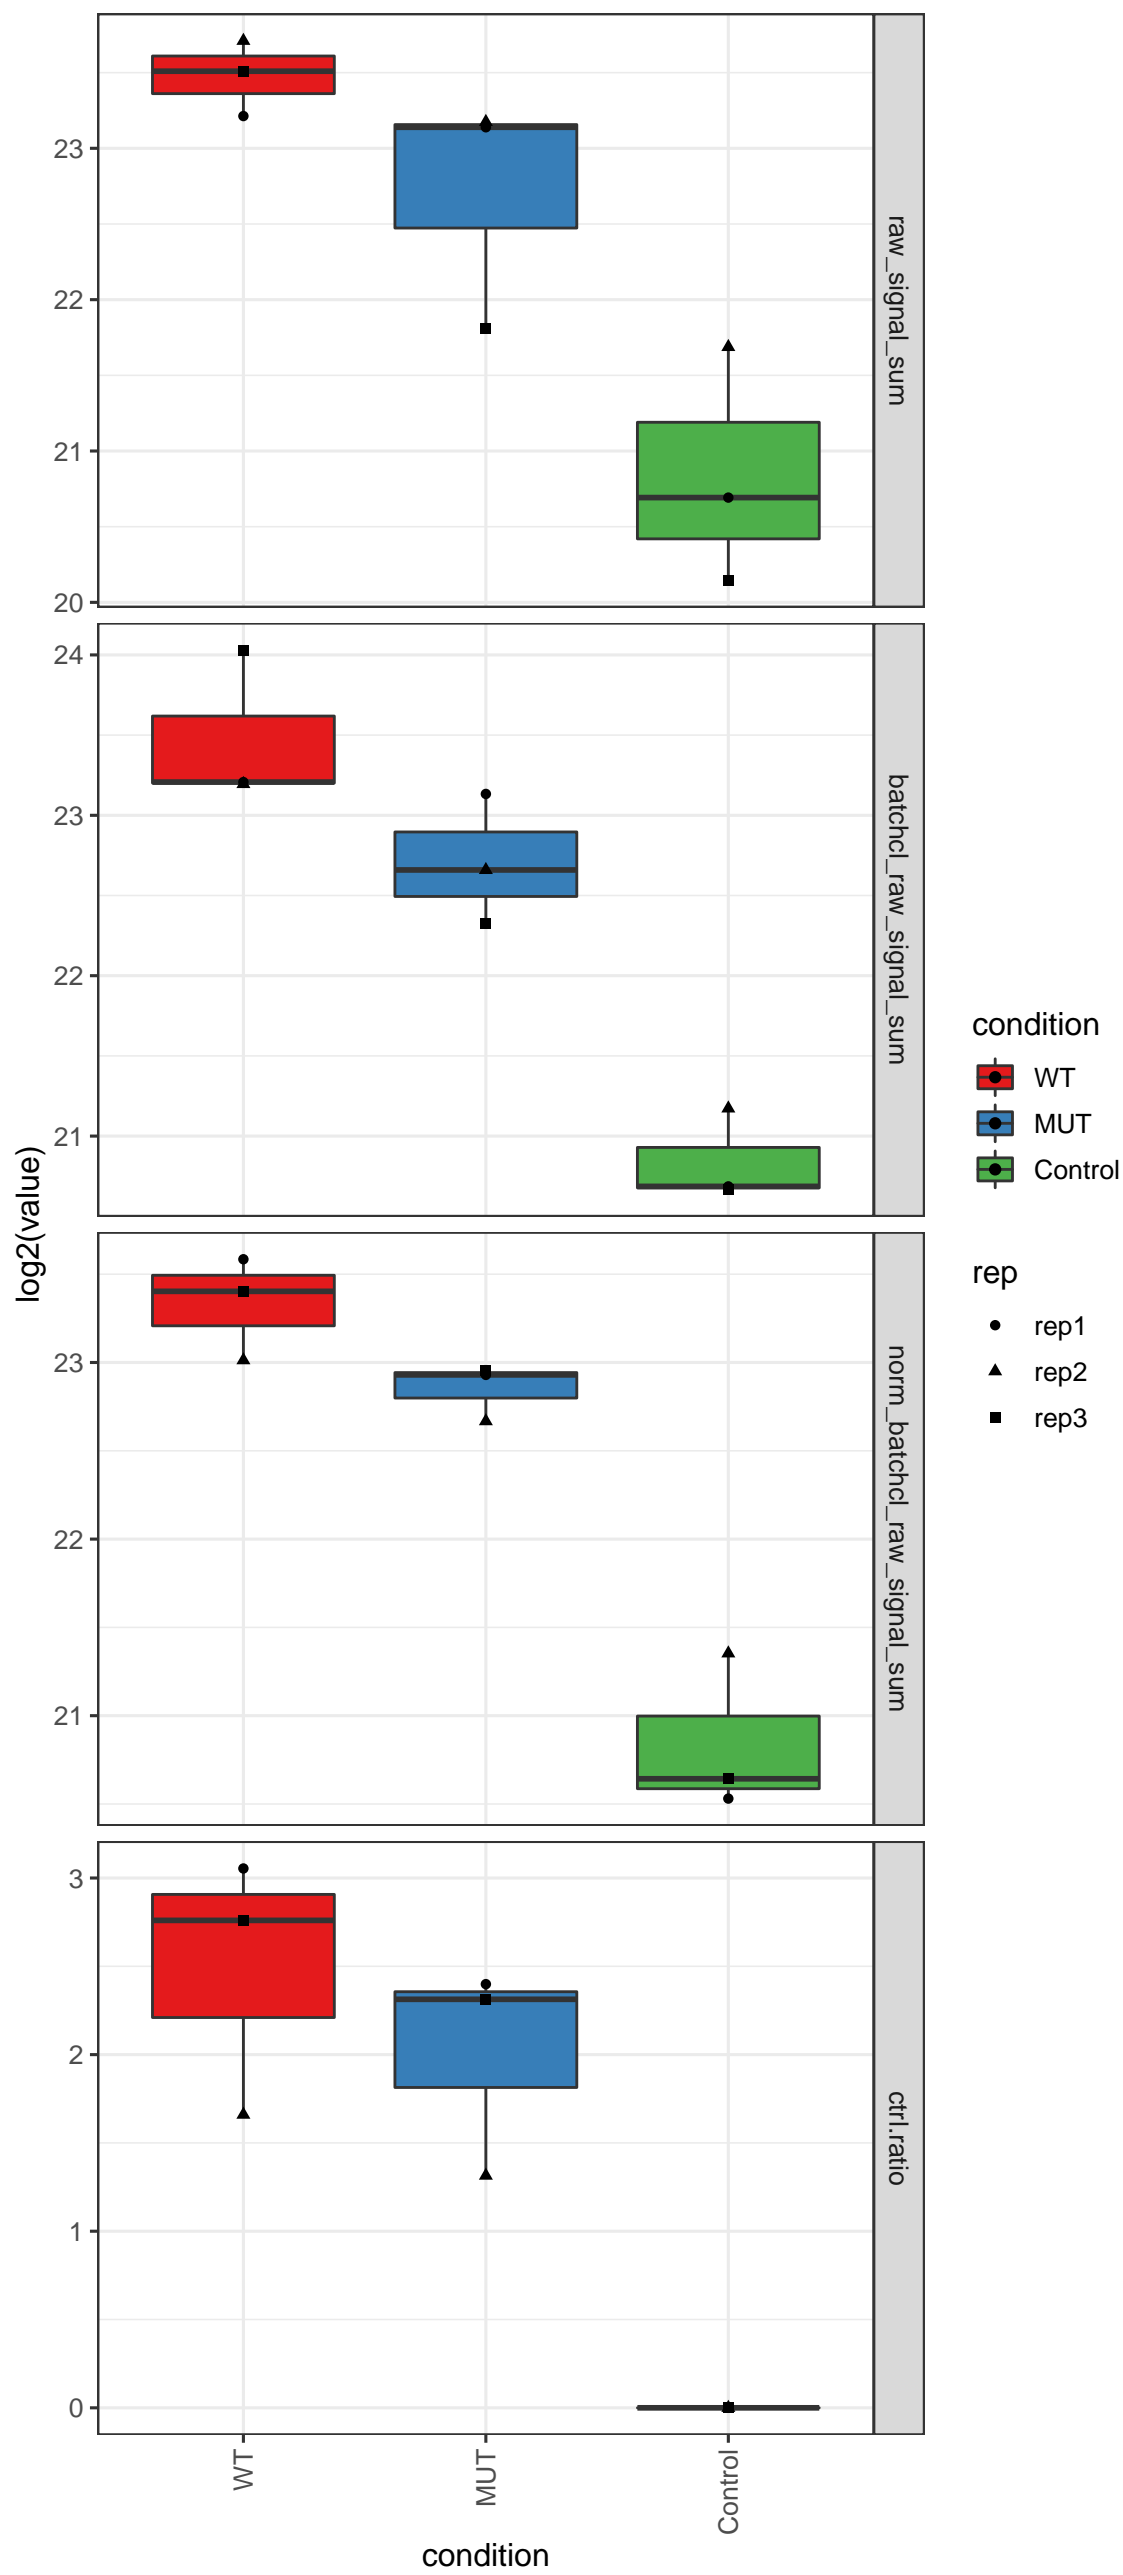 23
22
21
20
raw_signal_sum
24
23
22
21
batchcl_raw_signal_sum
23
22
21
norm_batchcl_raw_signal_sum
3
2
1
0
ctrl.ratio
log2(value)
WT
MUT
Control
condition
condition
WT
MUT
Control
rep
rep1
rep2
rep3